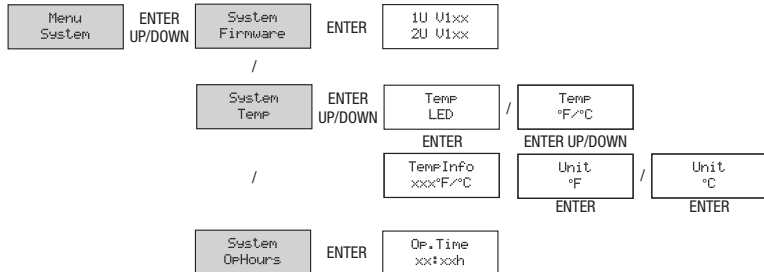 Menu
System
ENTER
UP/DOWN
System
Firmware
ENTER
1U V1xx
2U V1xx
/
System
Temp
ENTER
UP/DOWN
Temp
LED
/
Temp
°F/°C
ENTER
ENTER UP/DOWN
/
TempInfo
xxx°F/°C
Unit
°F
/
Unit
°C
ENTER
ENTER
System
OpHours
ENTER
Op.Time
xx:xxh